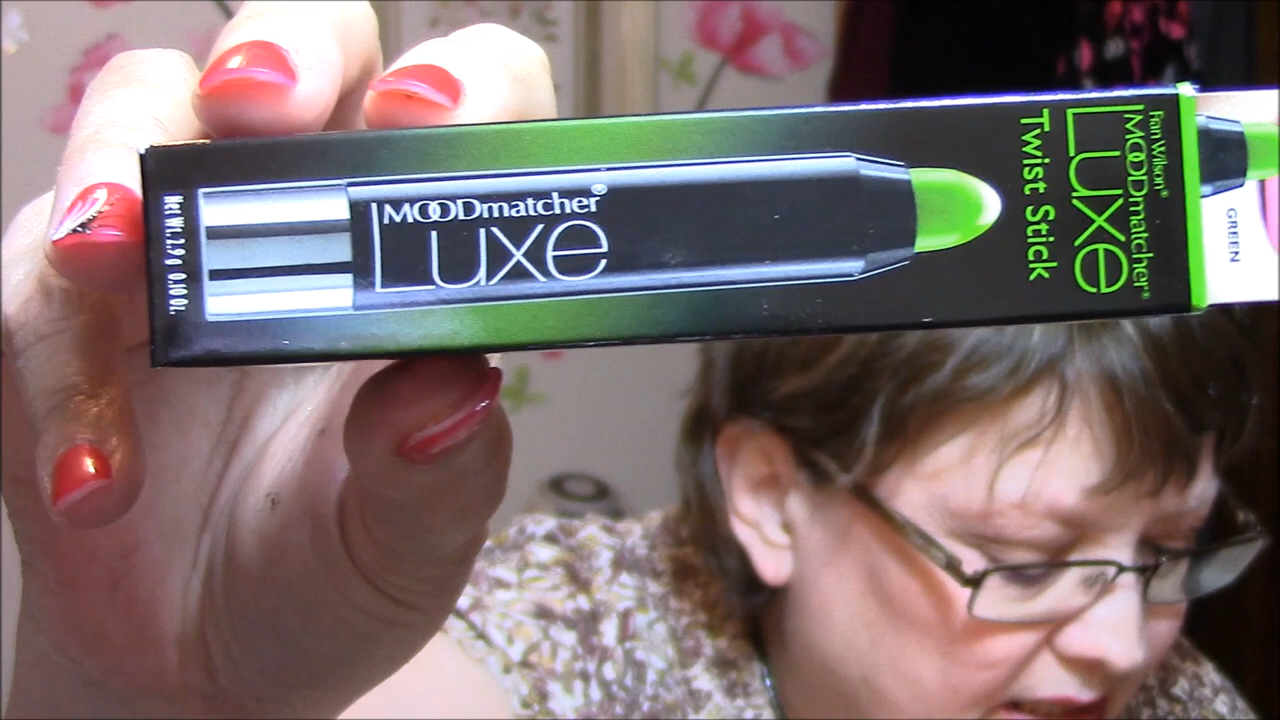 Net Wt. 2.9 g 0.10 oz.
MOODmatcher®
Luxe
Fran Wilson®
MOODmatcher®
Luxe
Twist Stick
GREEN